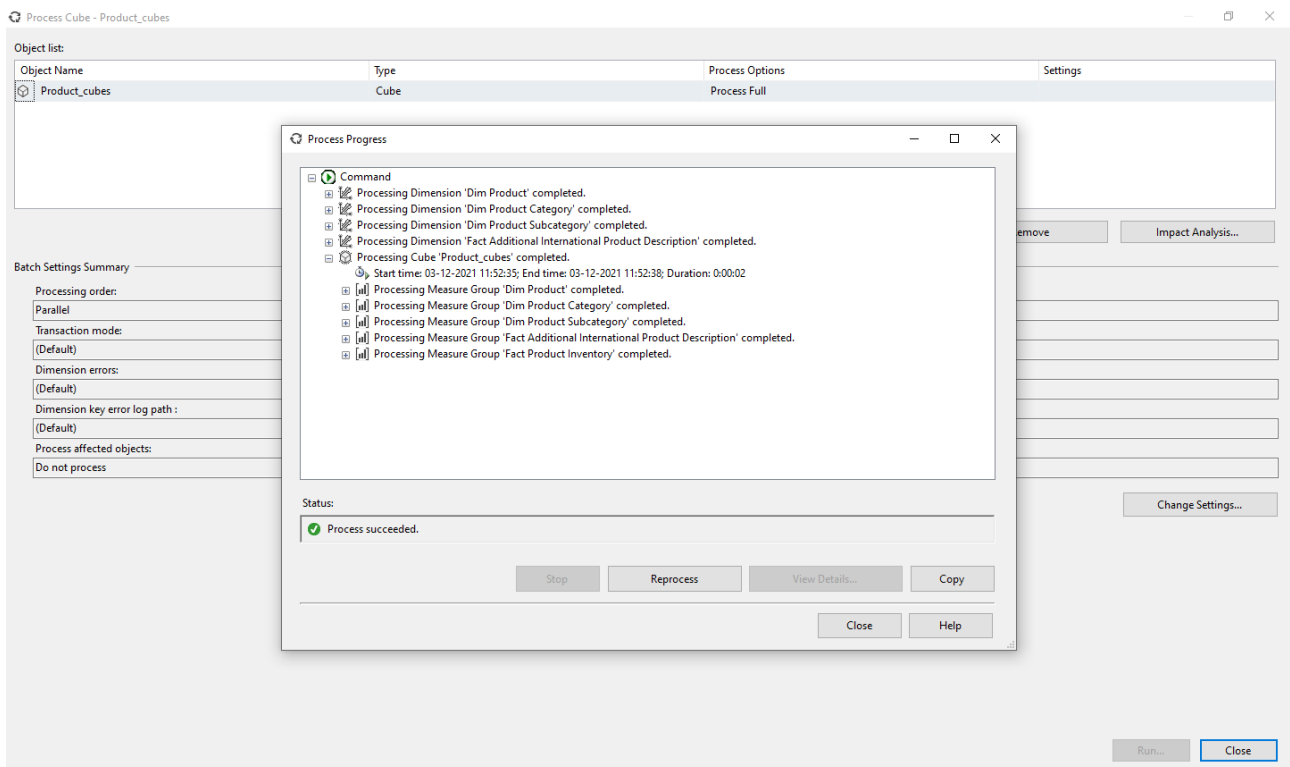 Process Cube - Product_cubes
Object list:
Object Name Type Process Options Settings
Product_cubes Cube Process Full
Process Progress
Command
Processing Dimension 'Dim Product' completed.
Processing Dimension 'Dim Product Category' completed.
Processing Dimension 'Dim Product Subcategory' completed.
Processing Dimension 'Fact Additional International Product Description' completed.
Processing Cube 'Product_cubes' completed.
Start time: 03-12-2021 11:52:35; End time: 03-12-2021 11:52:38; Duration: 0:00:02
Processing Measure Group 'Dim Product' completed.
Processing Measure Group 'Dim Product Category' completed.
Processing Measure Group 'Dim Product Subcategory' completed.
Processing Measure Group 'Fact Additional International Product Description' completed.
Processing Measure Group 'Fact Product Inventory' completed.
Status:
Process succeeded.
Stop Reprocess View Details... Copy
Close Help
emove Impact Analysis...
Batch Settings Summary
Processing order:
Parallel
Transaction mode:
(Default)
Dimension errors:
(Default)
Dimension key error log path :
(Default)
Process affected objects:
Do not process
Change Settings...
Run... Close